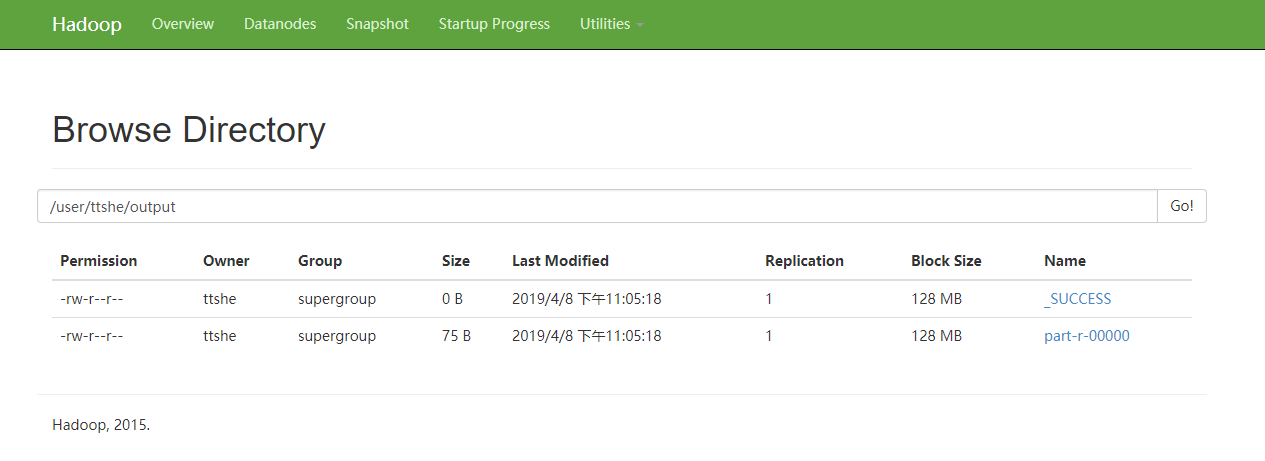 Hadoop Overview Datanodes Snapshot Startup Progress Utilities
Browse Directory
/user/ttshe/output Go!
Permission Owner Group Size Last Modified Replication Block Size Name
-rw-r--r-- ttshe supergroup 0 B 2019/4/8 下午11:05:18 1 128 MB _SUCCESS
-rw-r--r-- ttshe supergroup 75 B 2019/4/8 下午11:05:18 1 128 MB part-r-00000
Hadoop, 2015.